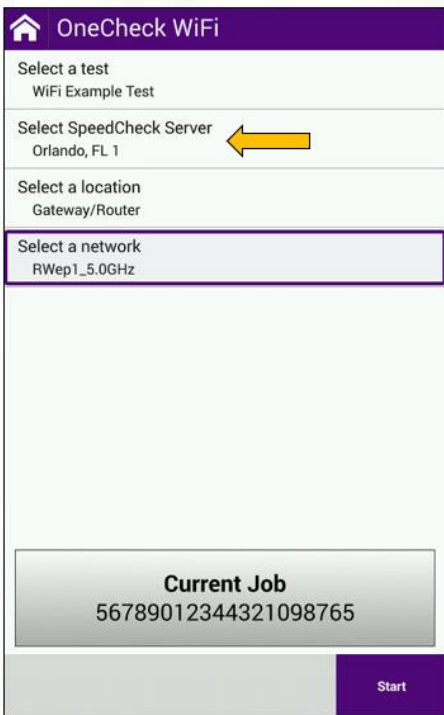 OneCheck WiFi
Select a test
WiFi Example Test
Select SpeedCheck Server
Orlando, FL 1
Select a location
Gateway/Router
Select a network
RWep1_5.0GHz
Current Job
56789012344321098765
Start